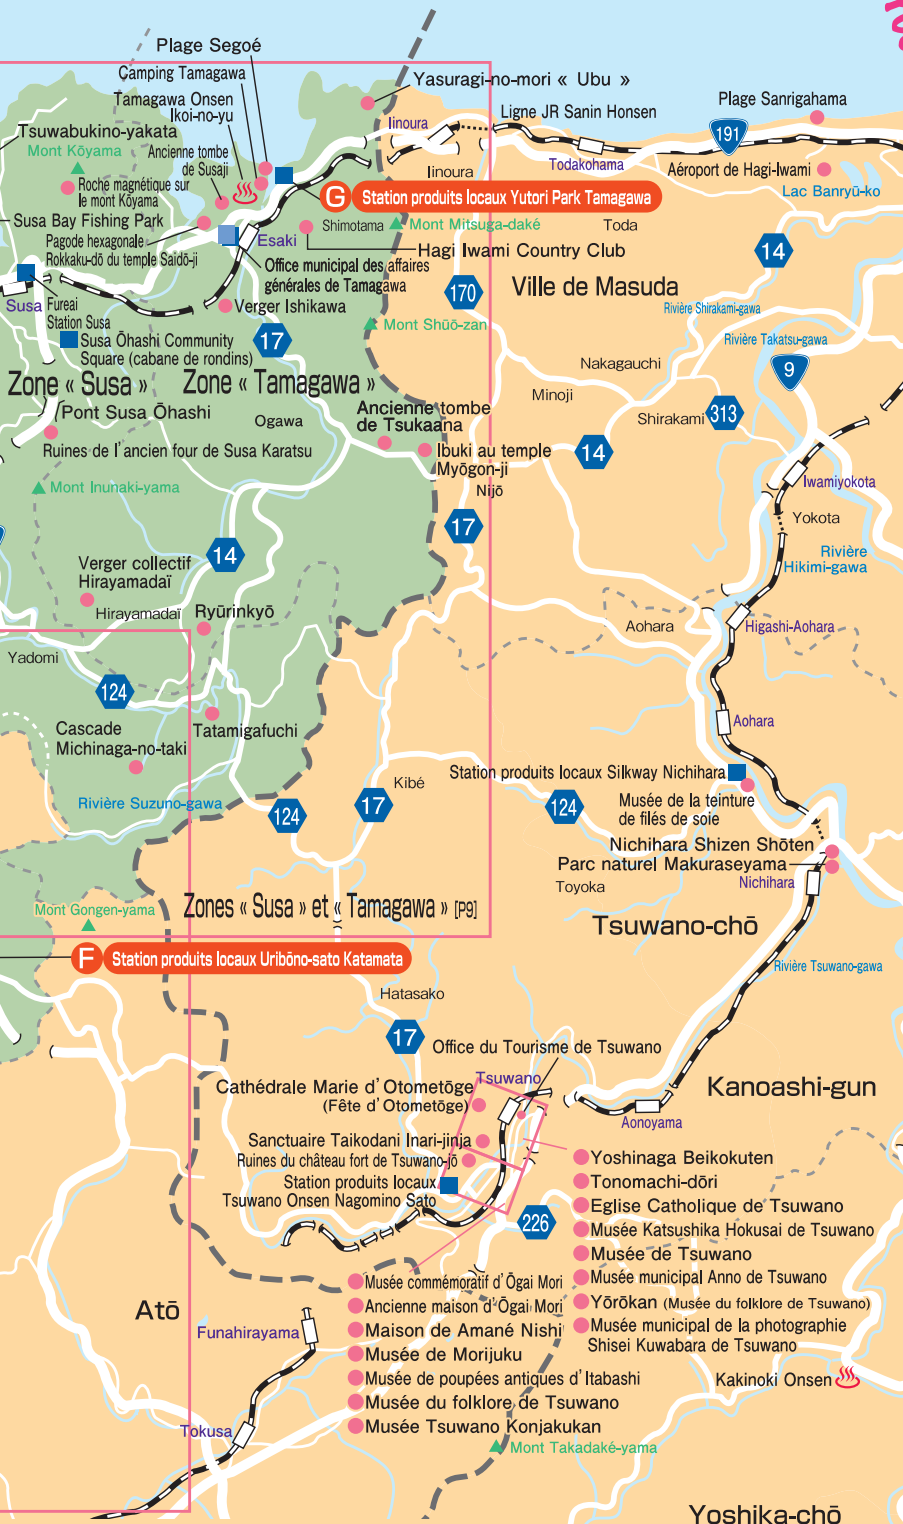 Plage Segoé
Camping Tamagawa
Tamagawa Onsen
Ikoi-no-yu
Tsuwabukino-yakata
Mont Kōyama
Ancienne tombe
de Susaji
Roche magnétique sur
le mont Kōyama
Susa Bay Fishing Park
Pagode hexagonale
Rokkaku-dō du temple Saidō-ji
Esaki
Susa
Fureai
Station Susa
Office municipal des affaires
générales de Tamagawa
Verger Ishikawa
Susa Ōhashi Community
Square (cabane de rondins)
17
Zone « Susa »
Zone « Tamagawa »
Pont Susa Ōhashi
Ogawa
Ruines de l'ancien four de Susa Karatsu
Mont Inunaki-yama
Yasuragi-no-mori « Ubu »
Iinoura
Iinoura
Ligne JR Sanin Honsen
Plage Sanrigahama
191
Todakohama
Aéroport de Hagi-Iwami
Lac Banryū-ko
G
Station produits locaux Yutori Park Tamagawa
Shimotama
Mont Mitsuga-daké
Toda
Hagi Iwami Country Club
14
170
Ville de Masuda
Rivière Shirakami-gawa
Mont Shūō-zan
Rivière Takatsu-gawa
9
Nakagauchi
Minoji
Shirakami
313
Ancienne tombe
de Tsukaana
Ibuki au temple
Myōgon-ji
14
Nijō
Iwamiyokota
Yokota
17
Rivière
Hikimi-gawa
14
Verger collectif
Hirayamadaï
Hirayamadaï
Ryūrinkyō
Aohara
Higashi-Aohara
Yadomi
124
Aohara
Tatamigafuchi
Cascade
Michinaga-no-taki
Rivière Suzuno-gawa
124
17
Kibé
Station produits locaux Silkway Nichihara
124
Musée de la teinture
de filés de soie
Nichihara Shizen Shōten
Parc naturel Makuraseyama
Toyoka
Nichihara
Mont Gongen-yama
Zones « Susa » et « Tamagawa » [P9]
Tsuwano-chō
F
Station produits locaux Uribōno-sato Katamata
Rivière Tsuwano-gawa
Hatasako
17
Office du Tourisme de Tsuwano
Tsuwano
Cathédrale Marie d'Otometōge
(Fête d'Otometōge)
Kanoashi-gun
Aonoyama
Sanctuaire Taikodani Inari-jinja
Ruines du château fort de Tsuwano-jō
Station produits locaux
Tsuwano Onsen Nagomino Sato
226
Yoshinaga Beikokuten
Tonomachi-dōri
Eglise Catholique de Tsuwano
Musée Katsushika Hokusai de Tsuwano
Musée de Tsuwano
Musée municipal Anno de Tsuwano
Yōrōkan (Musée du folklore de Tsuwano)
Musée municipal de la photographie
Shisei Kuwabara de Tsuwano
Musée commémoratif d'Ōgai Mori
Ancienne maison d'Ōgai Mori
Maison de Amané Nishi
Musée de Morijuku
Musée de poupées antiques d'Itabashi
Musée du folklore de Tsuwano
Musée Tsuwano Konjakukan
Atō
Funahirayama
Kakinoki Onsen
Tokusa
Mont Takadaké-yama
Yoshika-chō